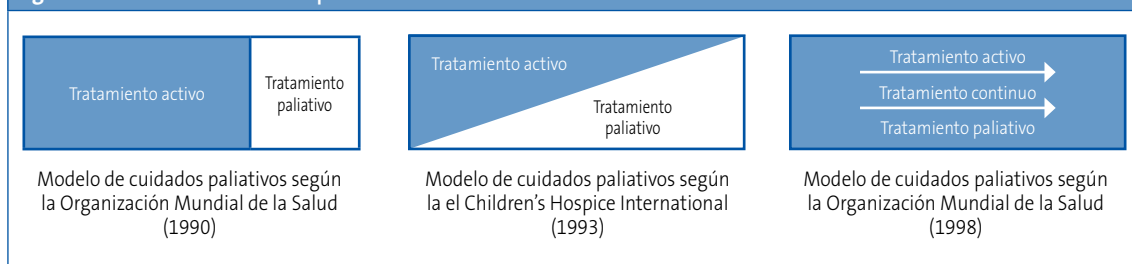 Tratamiento activo
Tratamiento
paliativo
Modelo de cuidados paliativos según
la Organización Mundial de la Salud
(1990)
Tratamiento activo
Tratamiento
paliativo
Modelo de cuidados paliativos según
la el Children's Hospice International
(1993)
Tratamiento activo
Tratamiento continuo
Tratamiento paliativo
Modelo de cuidados paliativos según
la Organización Mundial de la Salud
(1998)